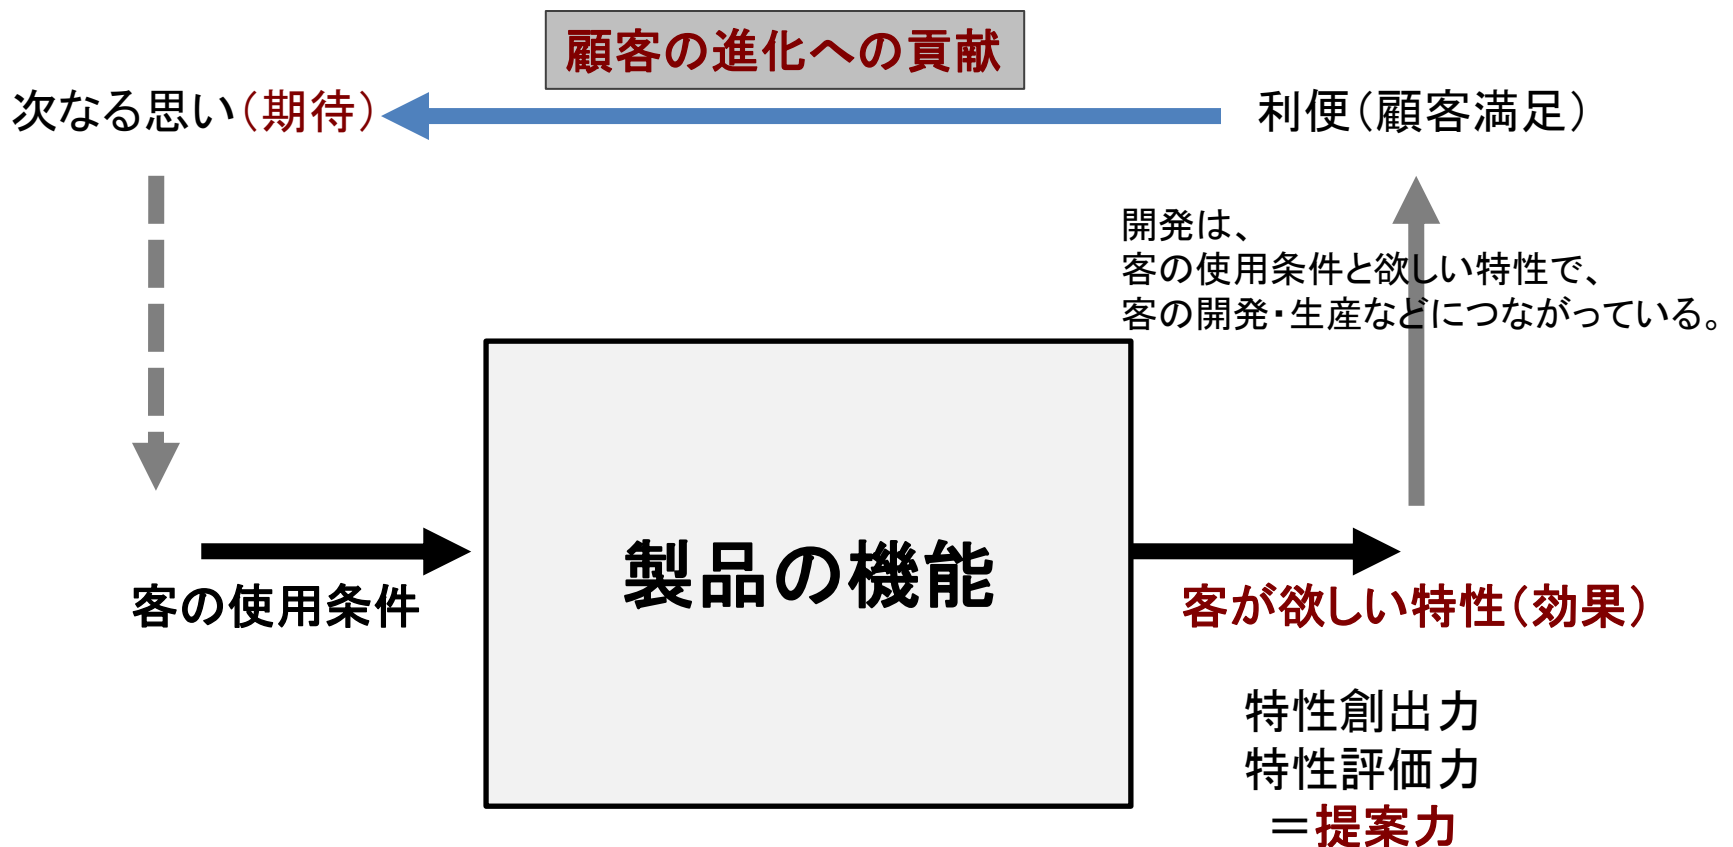 顧客の進化への貢献
次なる思い(期待)
利便(顧客満足)
開発は、
客の使用条件と欲しい特性で、
客の開発・生産などにつながっている。
製品の機能
客の使用条件
客が欲しい特性(効果)
特性創出力
特性評価力
＝提案力